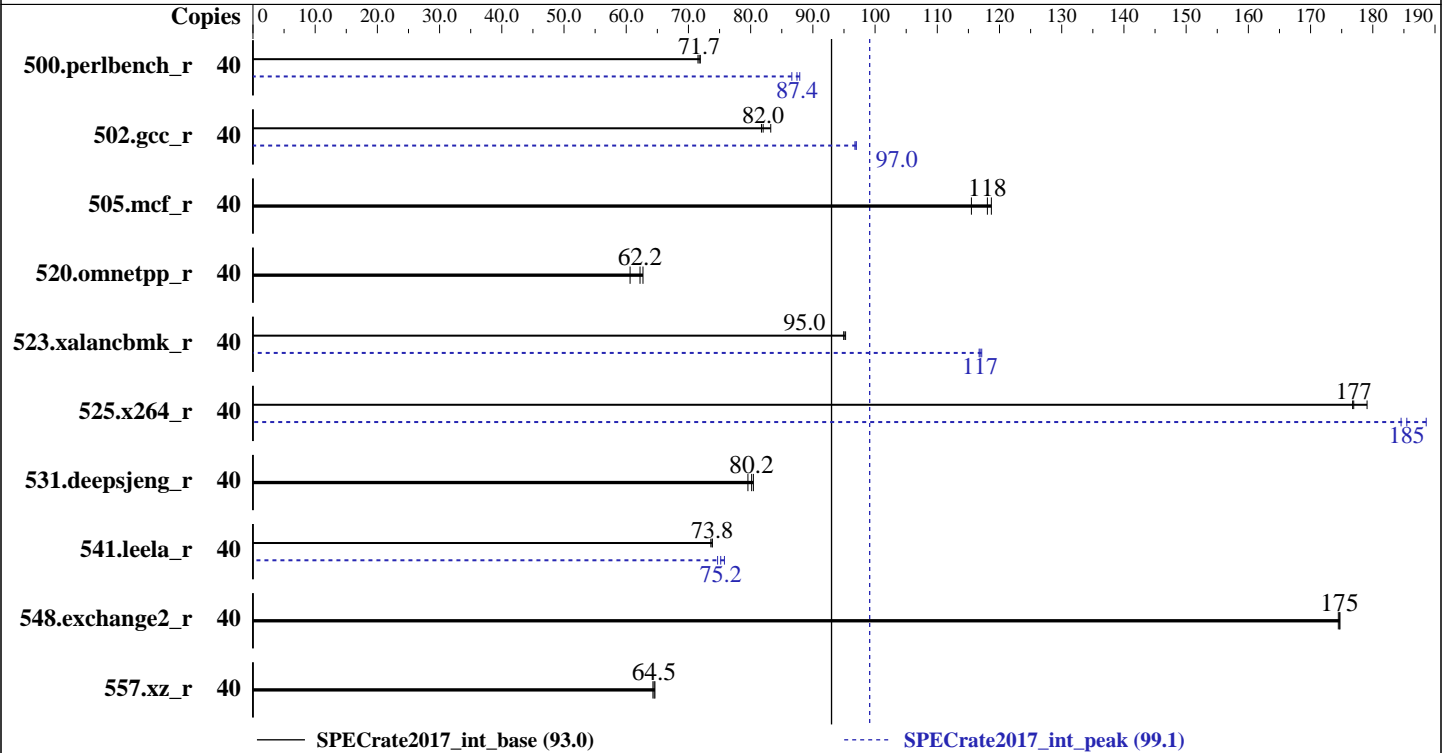 Copies 0 10.0 20.0 30.0 40.0 50.0 60.0 70.0 80.0 90.0 100 110 120 130 140 150 160 170 180 190
500.perlbench_r 40 71.7
87.4
502.gcc_r 40 82.0
97.0
505.mcf_r 40 118
520.omnetpp_r 40 62.2
523.xalancbmk_r 40 95.0
117
525.x264_r 40 177
185
531.deepsjeng_r 40 80.2
541.leela_r 40 73.8
75.2
548.exchange2_r 40 175
557.xz_r 40 64.5
SPECrate2017_int_base (93.0) SPECrate2017_int_peak (99.1)